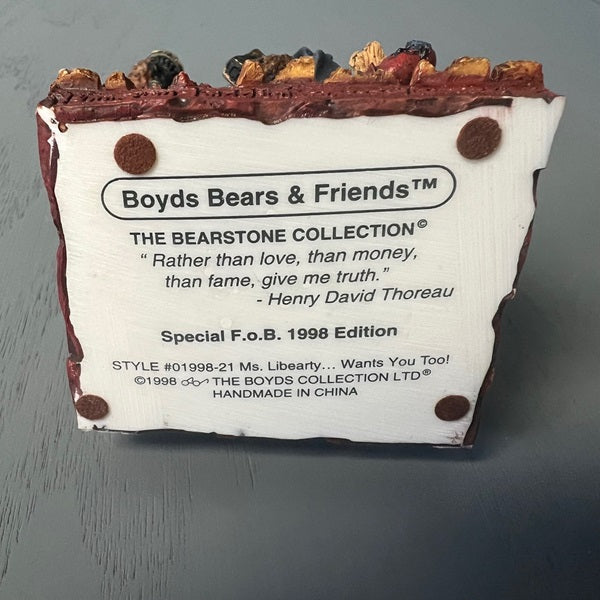 Boyds Bears & Friends™
THE BEARSTONE COLLECTION©
“ Rather than love, than money,
than fame, give me truth.”
- Henry David Thoreau
Special F.o.B. 1998 Edition
STYLE #01998-21 Ms. Libearty... Wants You Too!
©1998 THE BOYDS COLLECTION LTD®
HANDMADE IN CHINA